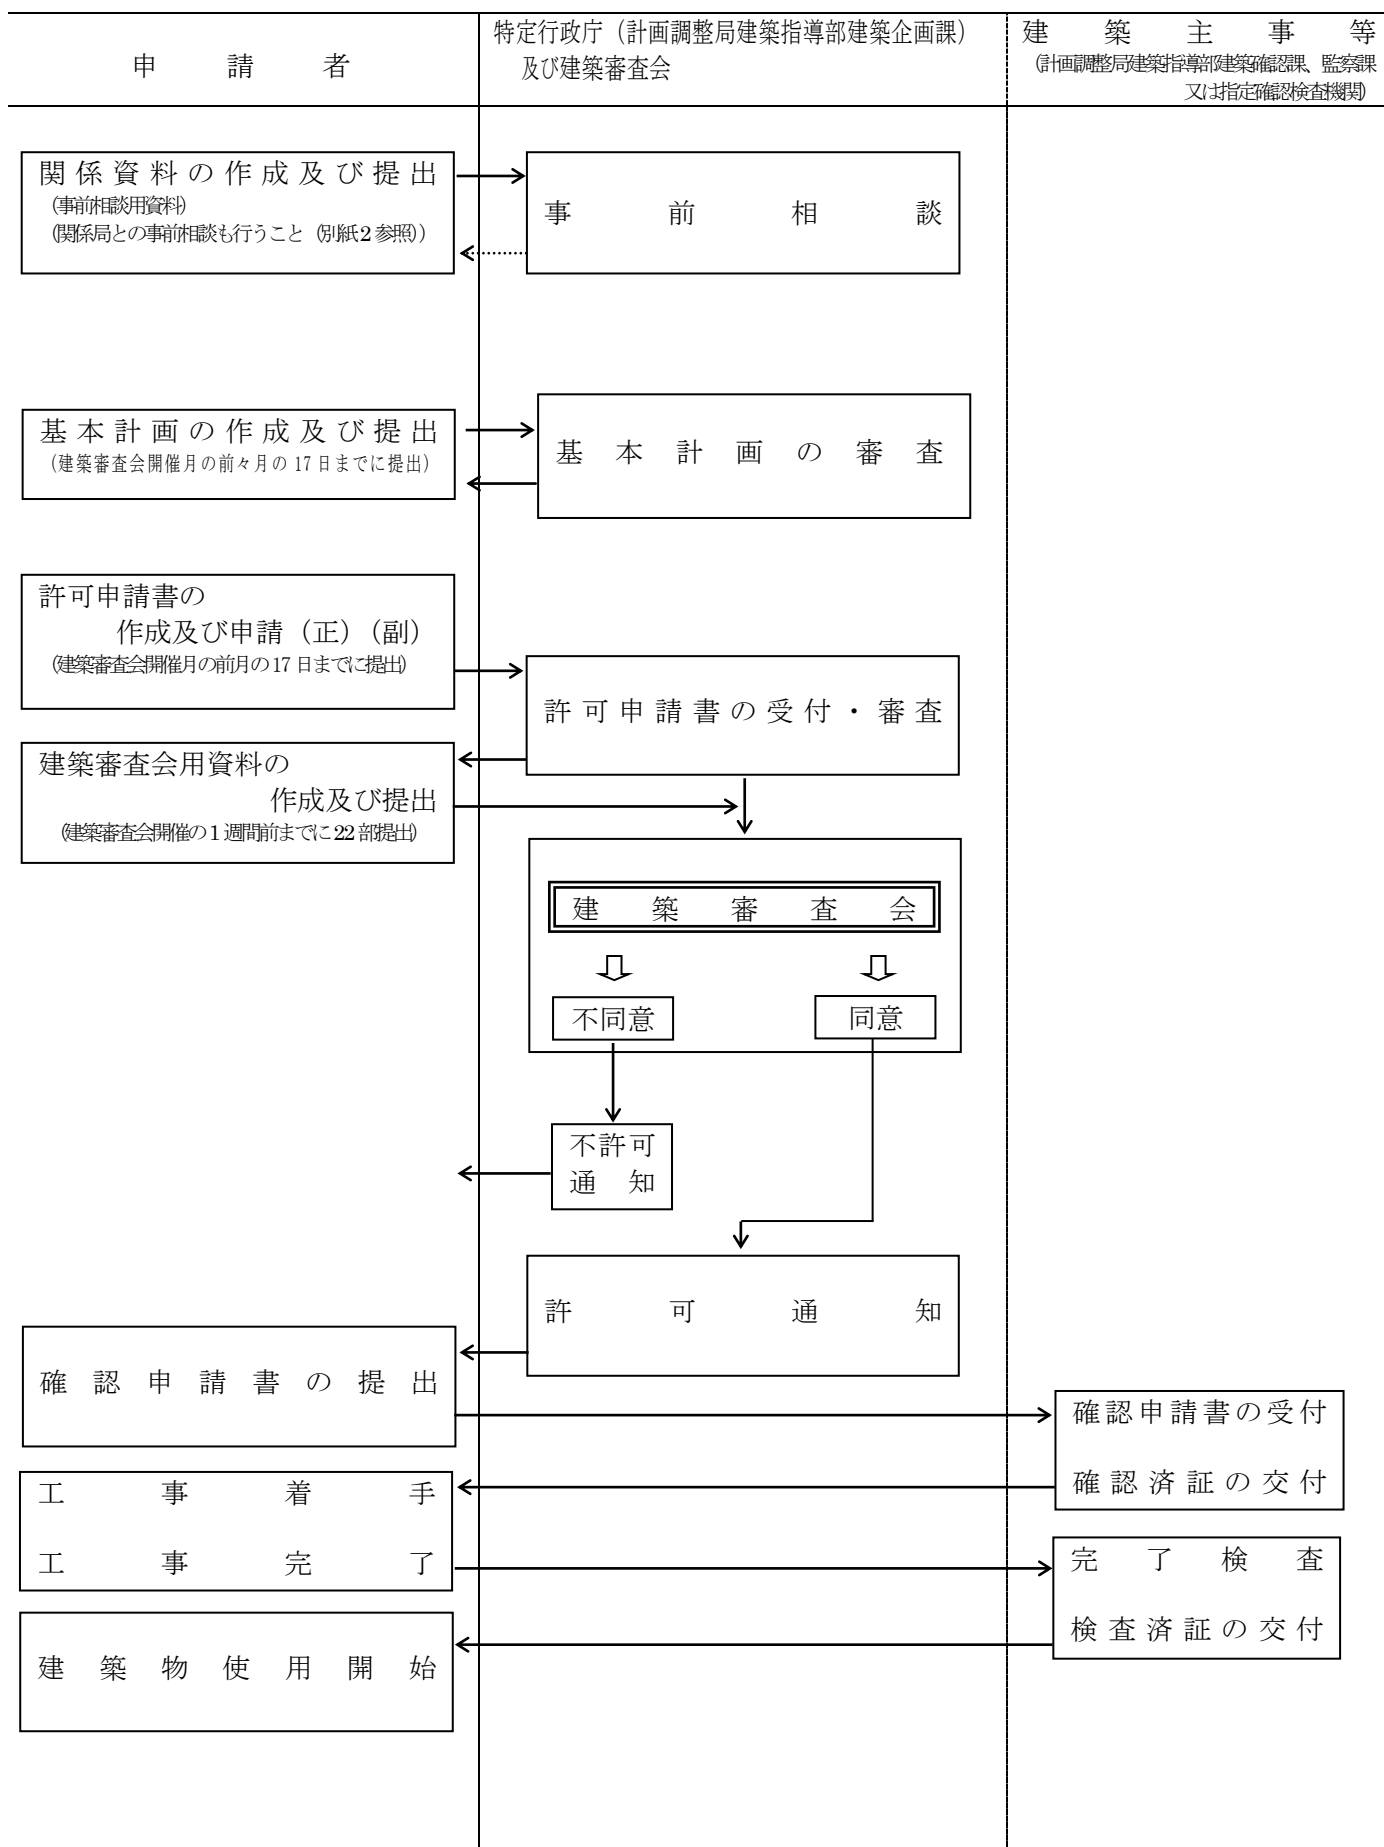 申請者
特定行政庁（計画調整局建築指導部建築企画課）
及び建築審査会
建築主事等
（計画調整局建築指導部建築確認課、監察課
又は指定確認検査機関）
関係資料の作成及び提出
（事前相談用資料）
（関係局との事前相談も行うこと（別紙2参照））
事前相談
基本計画の作成及び提出
（建築審査会開催月の前々月の17日までに提出）
基本計画の審査
許可申請書の
作成及び申請（正）（副）
（建築審査会開催月の前月の17日までに提出）
許可申請書の受付・審査
建築審査会用資料の
作成及び提出
（建築審査会開催の1週間前までに22部提出）
建築審査会
不同意
同意
不許可
通知
許可通知
確認申請書の提出
確認申請書の受付
確認済証の交付
工事着手
工事完了
完了検査
検査済証の交付
建築物使用開始